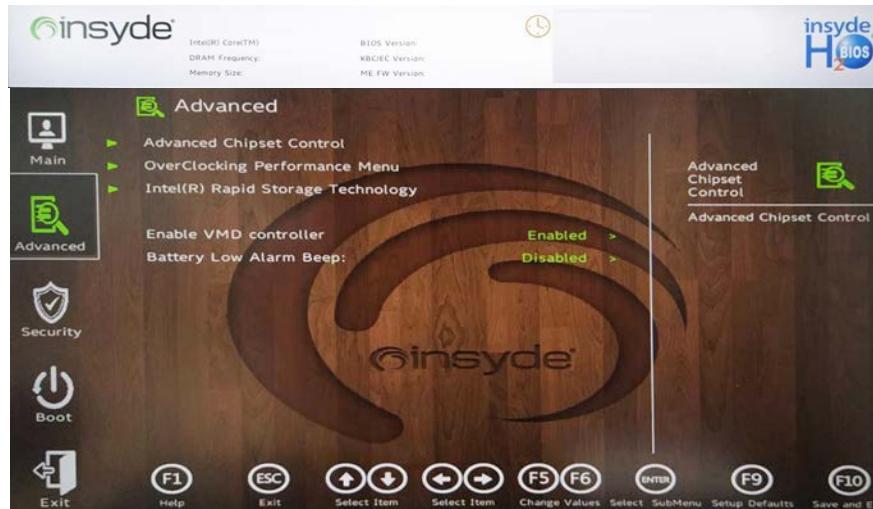 insyde
insyde
H2O BIOS
Intel(R) Core(TM)
DRAM Frequency:
Memory Size:
BIOS Version:
KBC/EC Version:
ME FW Version:
Main
Advanced
Security
Boot
Exit
Advanced
Advanced Chipset Control
OverClocking Performance Menu
Intel(R) Rapid Storage Technology
Enable VMD controller Enabled >
Battery Low Alarm Beep: Disabled >
insyde
Advanced
Chipset
Control
Advanced Chipset Control
F1
Help
ESC
Exit
Select Item
Select Item
F5 F6
Change Values
ENTER
Select SubMenu
F9
Setup Defaults
F10
Save and E